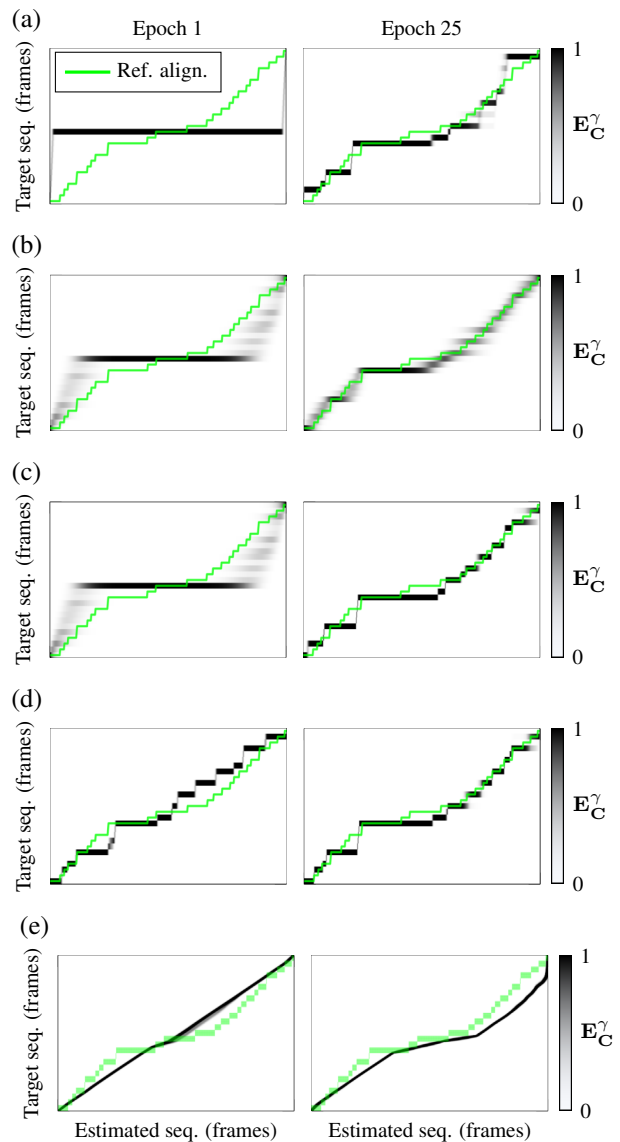 Epoch 1 Epoch 25
(a)
Ref. align.
Target seq. (frames)
1
0
E_C^γ
(b)
Target seq. (frames)
1
0
E_C^γ
(c)
Target seq. (frames)
1
0
E_C^γ
(d)
Target seq. (frames)
1
0
E_C^γ
(e)
Target seq. (frames)
1
0
E_C^γ
Estimated seq. (frames) Estimated seq. (frames)